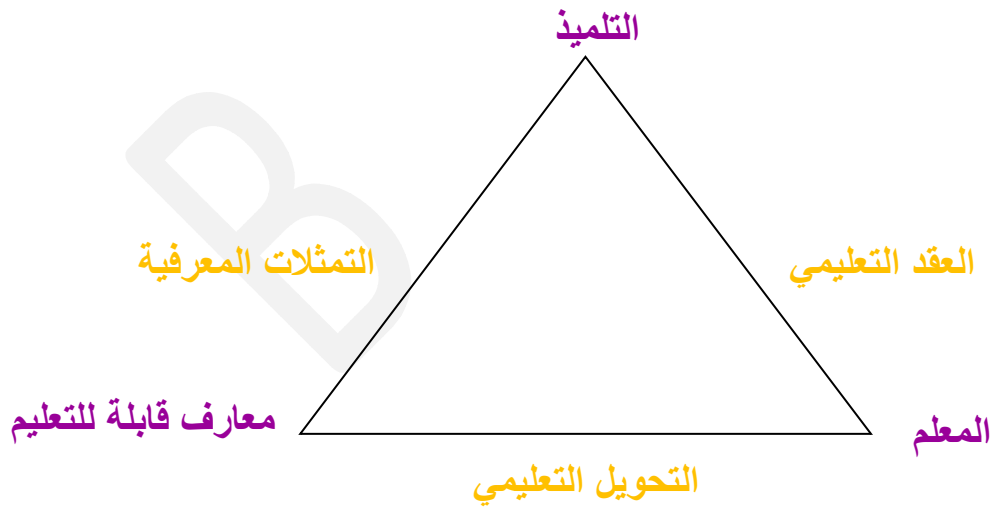 التلميذ
العقد التعليمي
التمثلات المعرفية
المعلم
معارف قابلة للتعليم
التحويل التعليمي
B